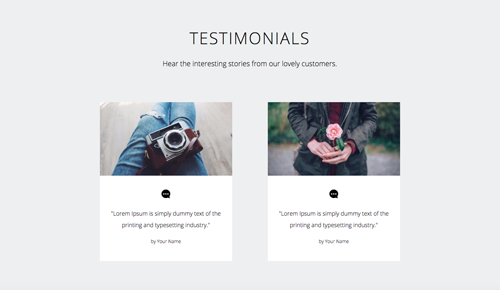 TESTIMONIALS
Hear the interesting stories from our lovely customers.
"Lorem Ipsum is simply dummy text of the
printing and typesetting industry."
by Your Name
"Lorem Ipsum is simply dummy text of the
printing and typesetting industry."
by Your Name